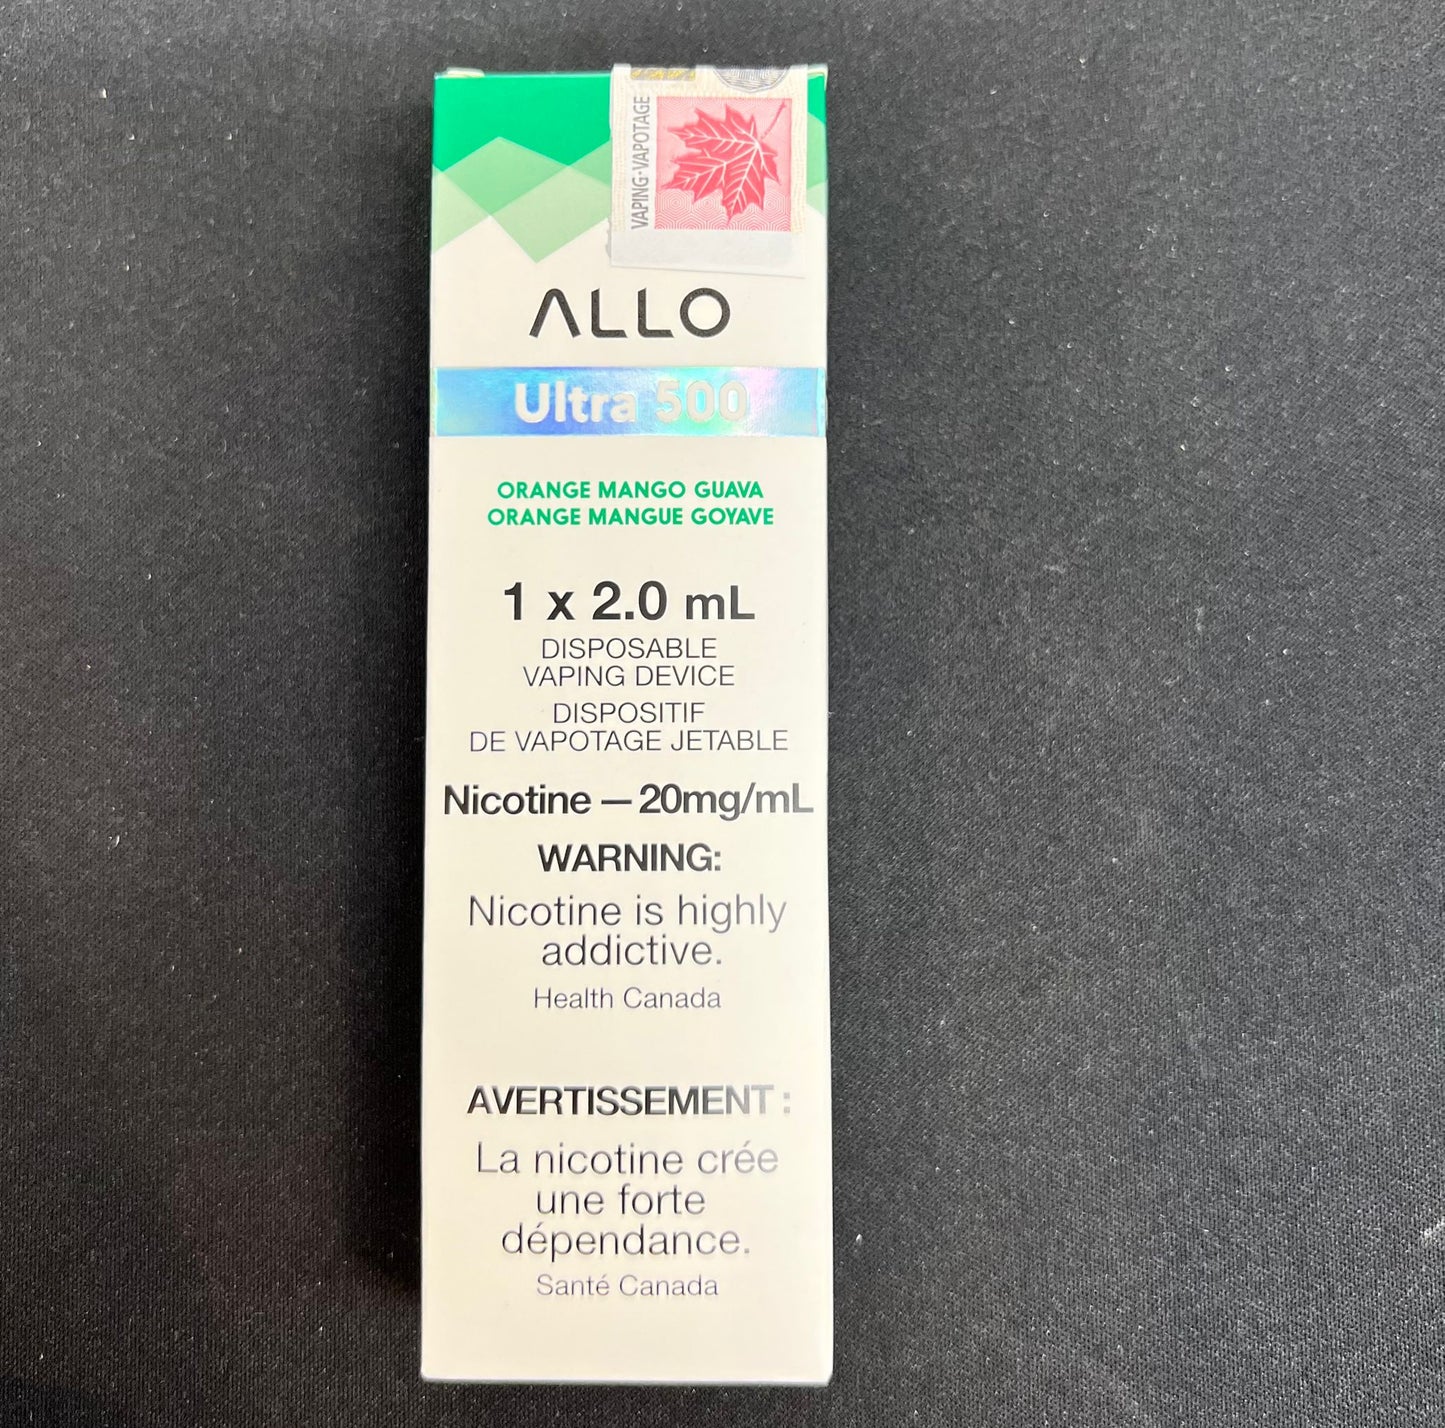 VAPING·VAPOTAGE
ALLO
Ultra 500
ORANGE MANGO GUAVA
ORANGE MANGUE GOYAVE
1 x 2.0 mL
DISPOSABLE
VAPING DEVICE
DISPOSITIF
DE VAPOTAGE JETABLE
Nicotine — 20mg/mL
WARNING:
Nicotine is highly
addictive.
Health Canada
AVERTISSEMENT :
La nicotine crée
une forte
dépendance.
Santé Canada